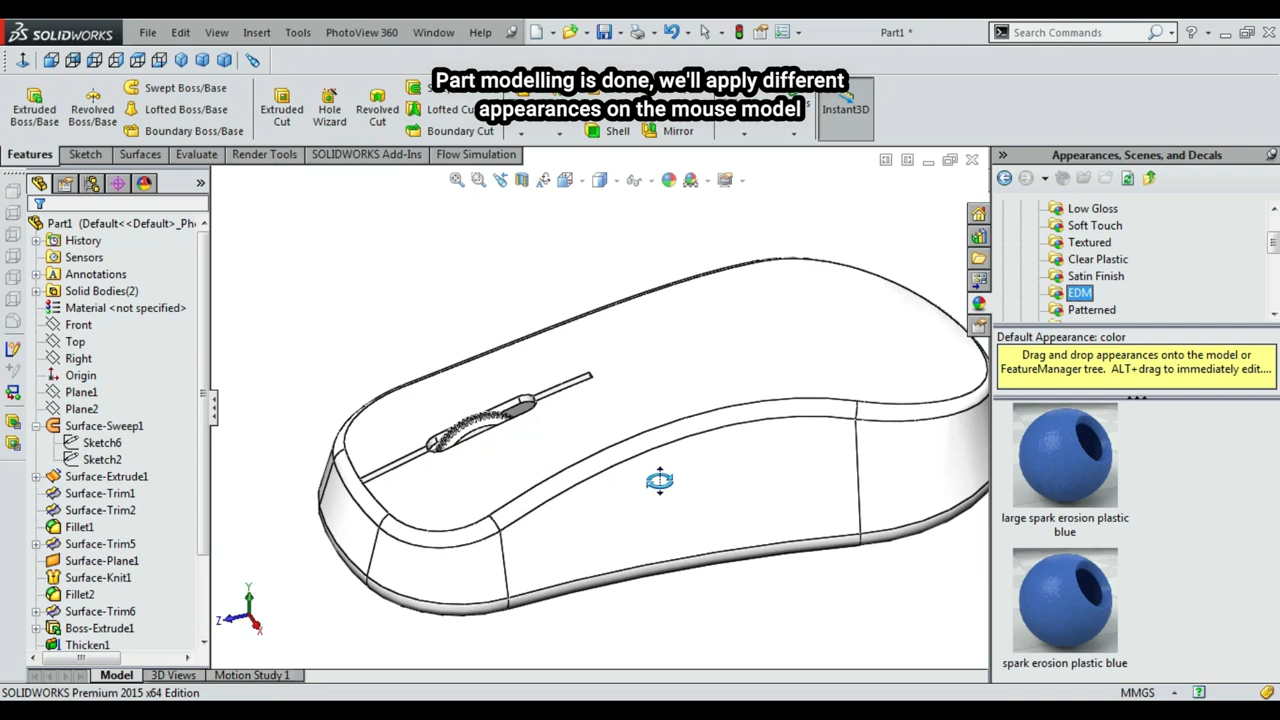 SOLIDWORKS File Edit View Insert Tools PhotoView 360 Window Help Part1 * Search Commands
Part modelling is done, we'll apply different
appearances on the mouse model
Extruded Boss/Base
Revolved Boss/Base
Swept Boss/Base
Lofted Boss/Base
Boundary Boss/Base
Extruded Cut
Hole Wizard
Revolved Cut
Lofted Cut
Boundary Cut
Shell
Mirror
Instant3D
Features Sketch Surfaces Evaluate Render Tools SOLIDWORKS Add-Ins Flow Simulation
Part1 (Default<<Default>_Ph
History
Sensors
Annotations
Solid Bodies(2)
Material <not specified>
Front
Top
Right
Origin
Plane1
Plane2
Surface-Sweep1
Sketch6
Sketch2
Surface-Extrude1
Surface-Trim1
Surface-Trim2
Fillet1
Surface-Trim5
Surface-Plane1
Surface-Knit1
Fillet2
Surface-Trim6
Boss-Extrude1
Thicken1
Y
Z
X
Appearances, Scenes, and Decals
Low Gloss
Soft Touch
Textured
Clear Plastic
Satin Finish
EDM
Patterned
Default Appearance: color
Drag and drop appearances onto the model or
FeatureManager tree. ALT+drag to immediately edit....
large spark erosion plastic
blue
spark erosion plastic blue
Model 3D Views Motion Study 1
SOLIDWORKS Premium 2015 x64 Edition MMGS